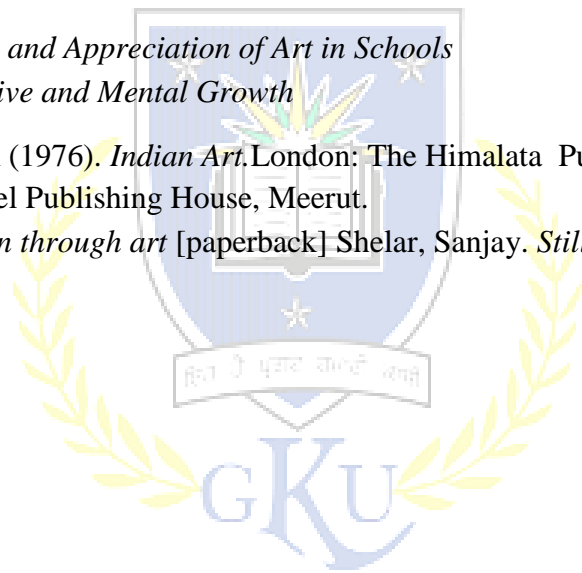 and Appreciation of Art in Schools
ive and Mental Growth
(1976). Indian Art.London: The Himalata Pu
el Publishing House, Meerut.
n through art [paperback] Shelar, Sanjay. Still
GKU